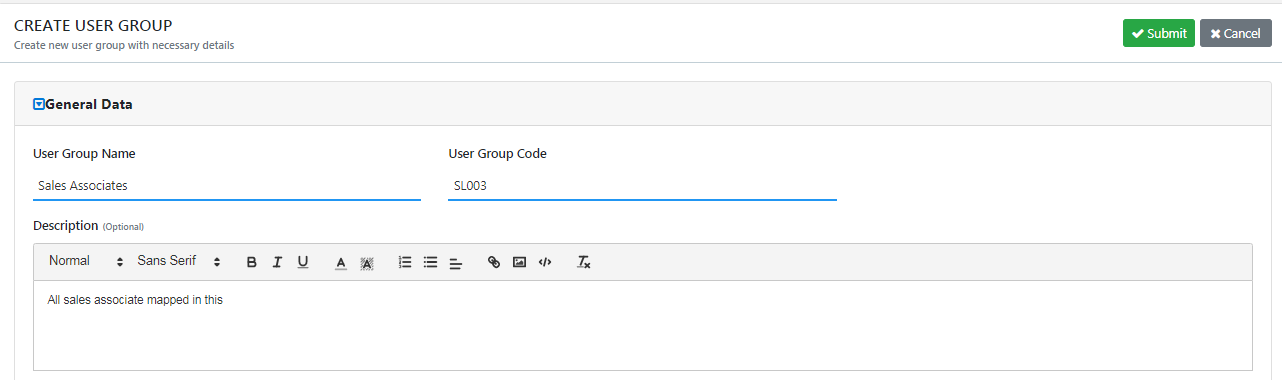 CREATE USER GROUP
Create new user group with necessary details
Submit Cancel
General Data
User Group Name User Group Code
Sales Associates SL003
Description (Optional)
Normal Sans Serif B I U A A Tx
All sales associate mapped in this